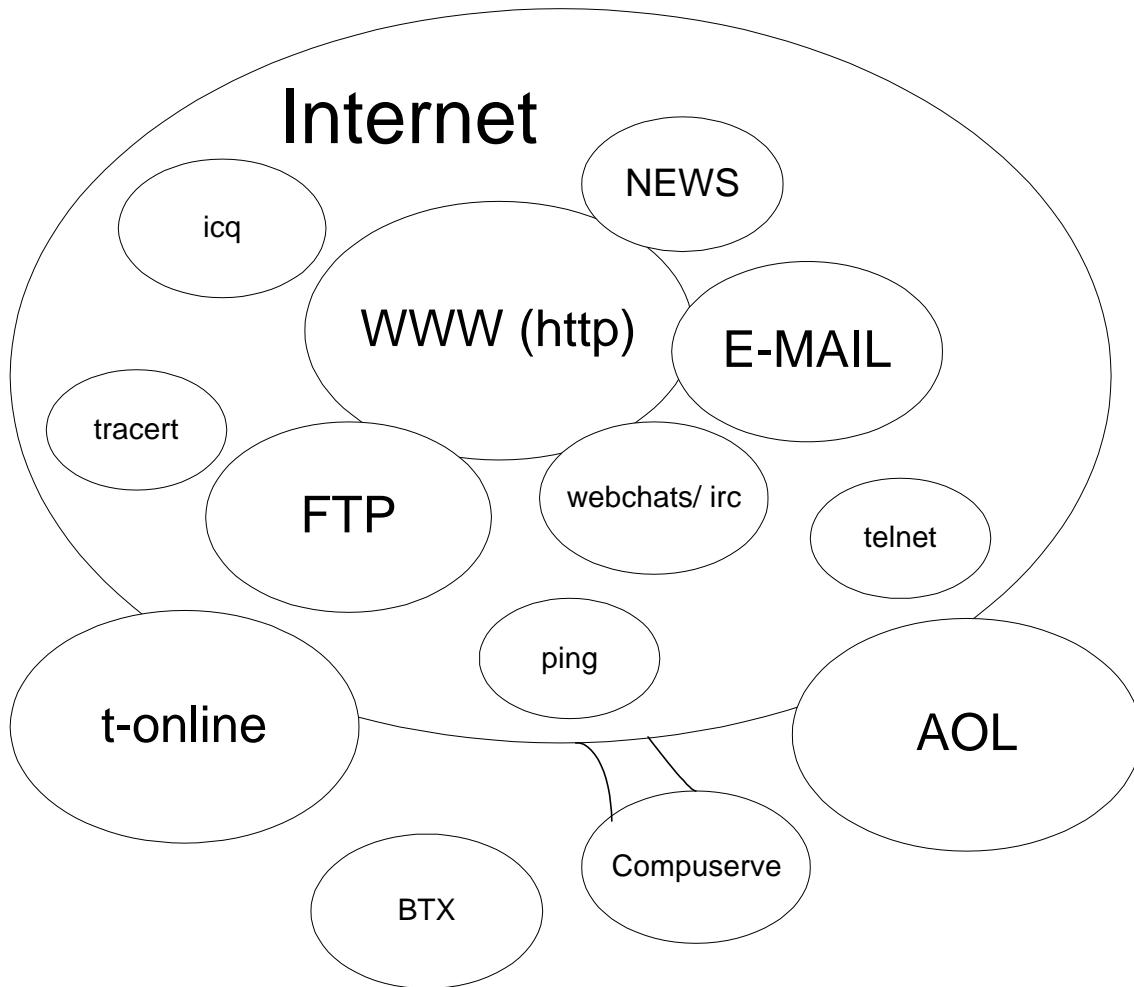 Internet
NEWS
icq
WWW (http)
E-MAIL
tracert
FTP
webchats/ irc
telnet
ping
t-online
AOL
Compuserve
BTX